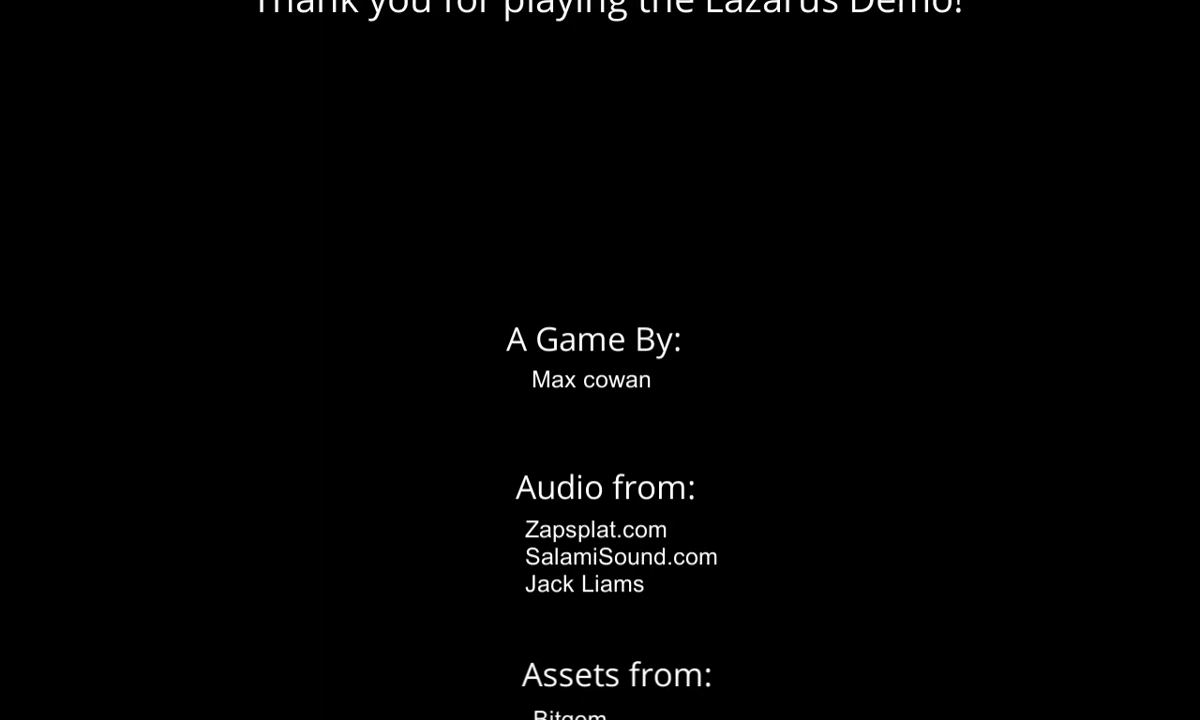 Thank you for playing the Lazarus Demo!
A Game By:
Max cowan
Audio from:
Zapsplat.com
SalamiSound.com
Jack Liams
Assets from:
Bitgem